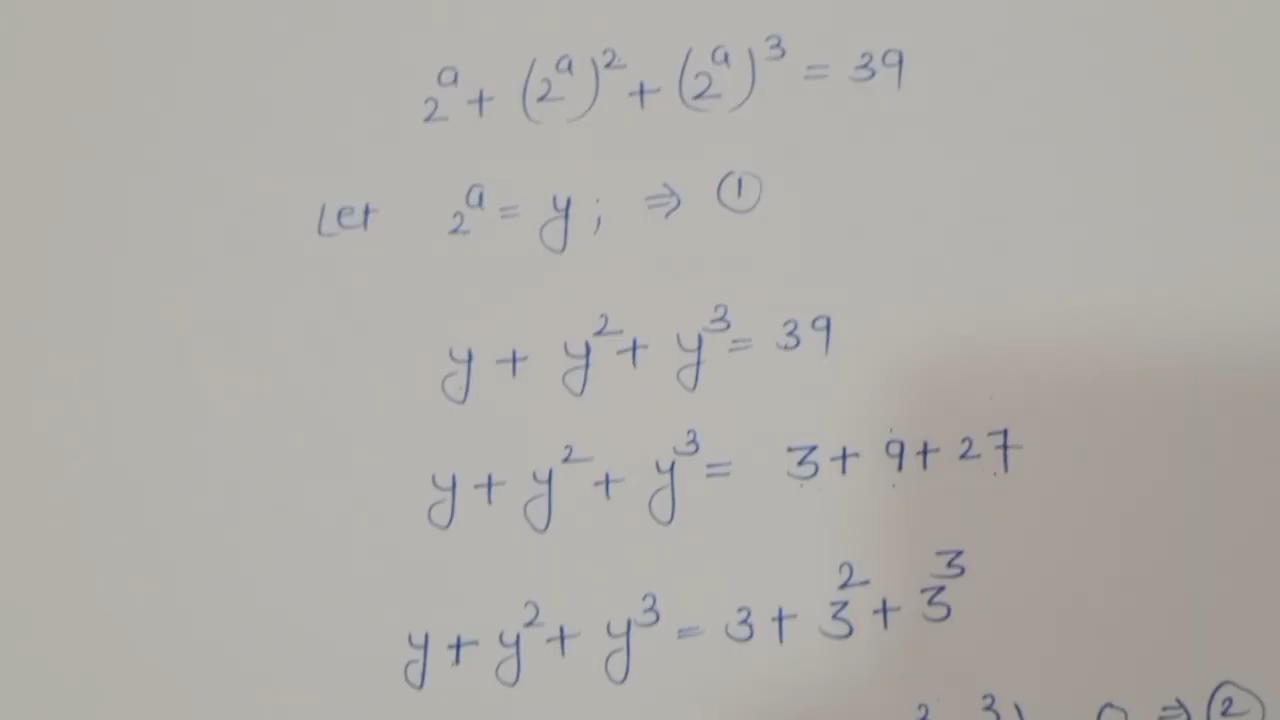 2^a + (2^a)^2 + (2^a)^3 = 39
Let 2^a = y; ⇒ ①
y + y^2 + y^3 = 39
y + y^2 + y^3 = 3 + 9 + 27
y + y^2 + y^3 = 3 + 3^2 + 3^3
⇒ ②